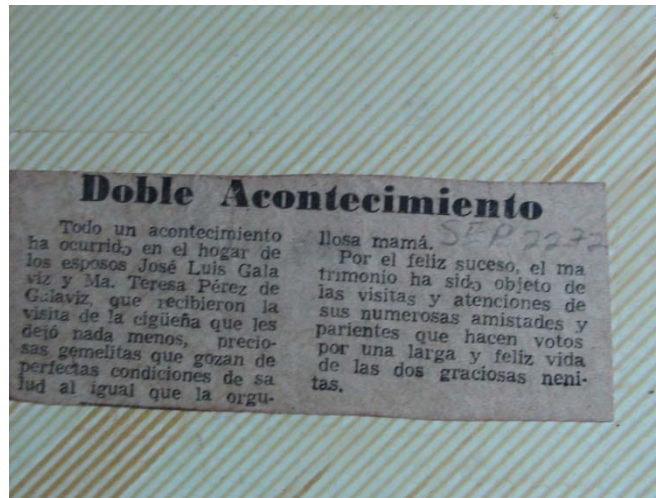 Doble Acontecimiento
Todo un acontecimiento
ha ocurrido en el hogar de
los esposos José Luis Gala
viz y Ma. Teresa Pérez de
Galaviz, que recibieron la
visita de la cigüeña que les
dejó nada menos, precio-
sas gemelitas que gozan de
perfectas condiciones de sa
lud al igual que la orgu-
llosa mamá.
SEP 22 72
Por el feliz suceso, el ma
trimonio ha sido objeto de
las visitas y atenciones de
sus numerosas amistades y
parientes que hacen votos
por una larga y feliz vida
de las dos graciosas neni-
tas.